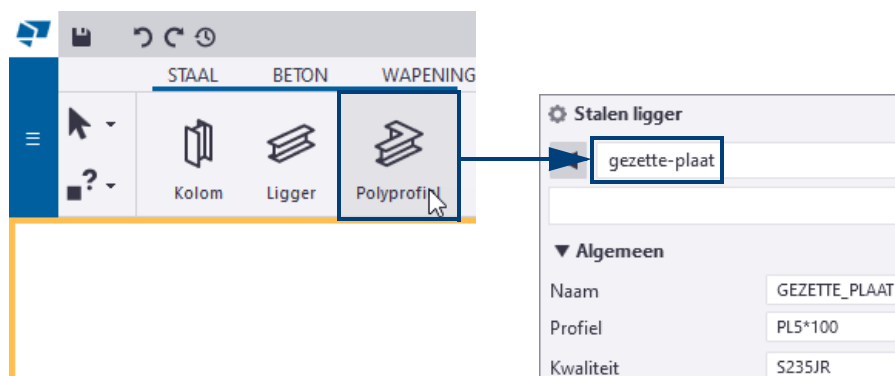 STAAL BETON WAPENING
Kolom Ligger Polyprofiel
Stalen ligger
gezette-plaat
Algemeen
Naam GEZETTE_PLAAT
Profiel PL5*100
Kwaliteit S235JR